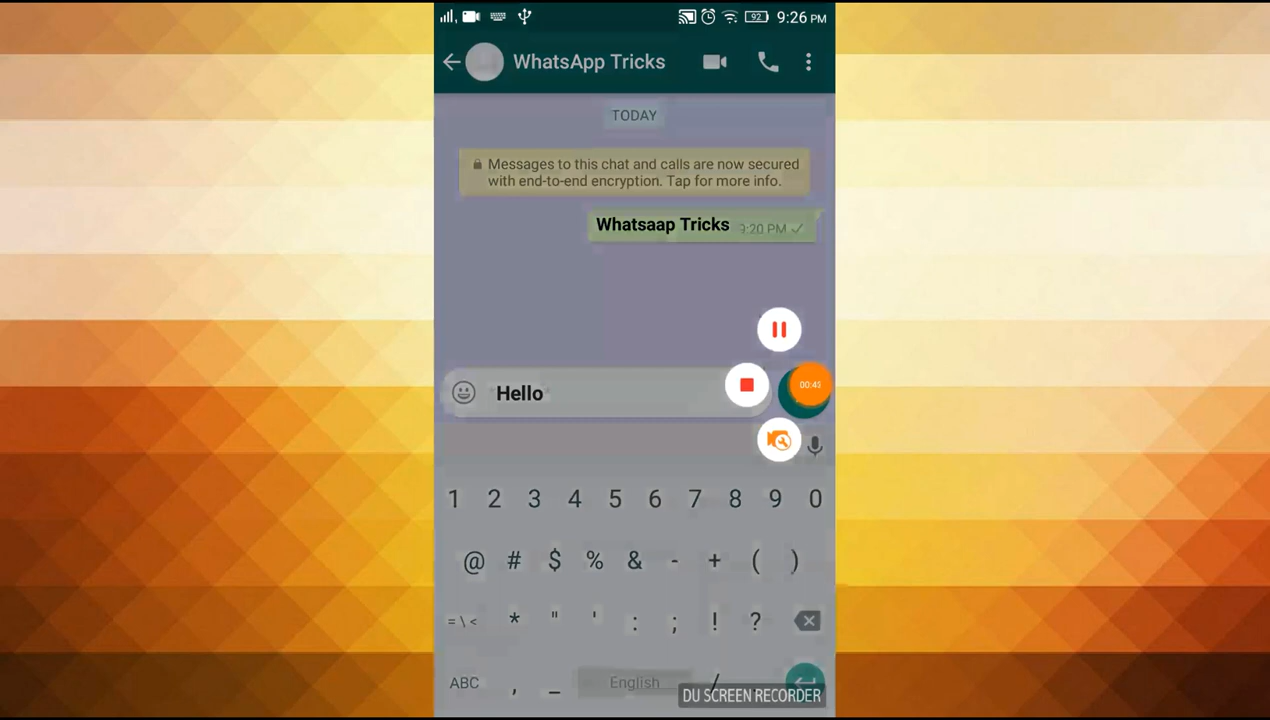 92 9:26 PM
WhatsApp Tricks
TODAY
Messages to this chat and calls are now secured
with end-to-end encryption. Tap for more info.
Whatsaap Tricks 9:20 PM
*Hello*
00:43
1 2 3 4 5 6 7 8 9 0
@ # $ % & - + ( )
= \ < * " ' : ; ! ?
ABC , _ English / .
DU SCREEN RECORDER